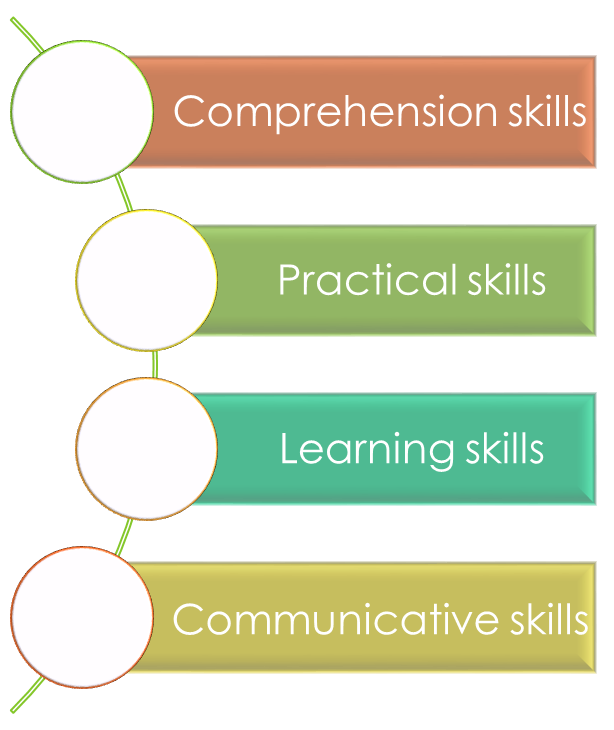 Comprehension skills
Practical skills
Learning skills
Communicative skills